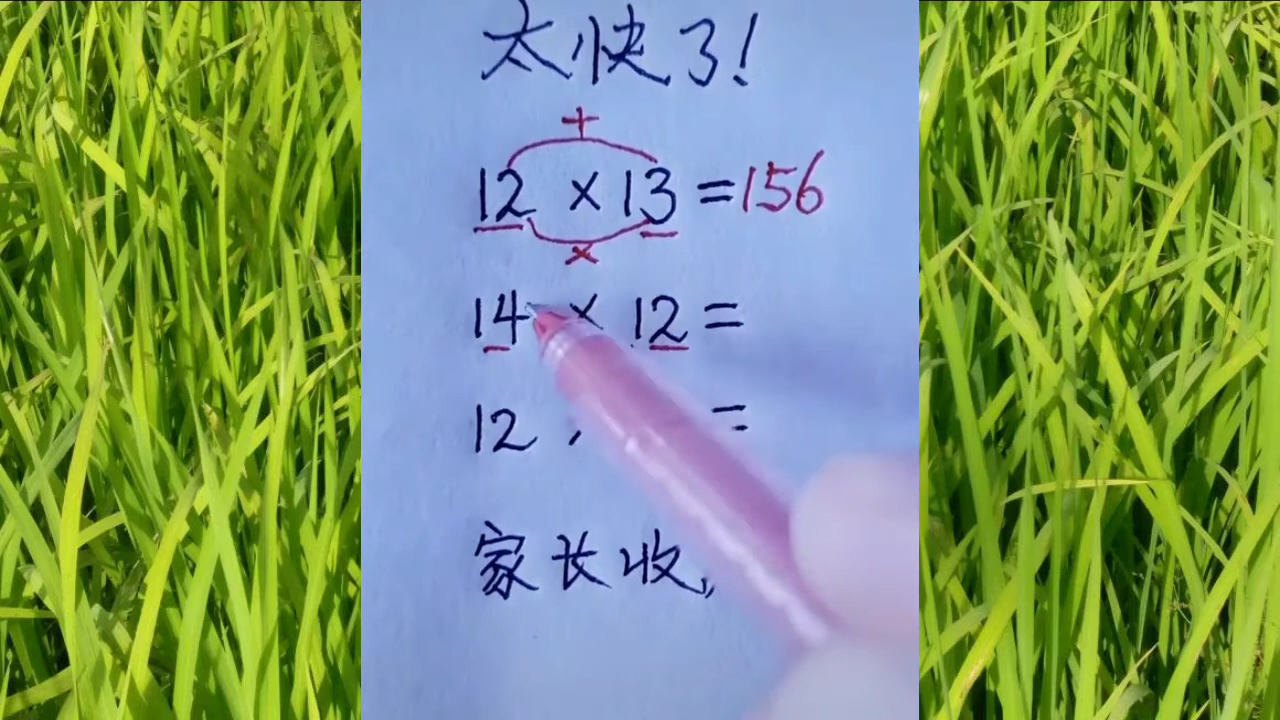 太快了!
+
12 × 13 = 156
×
14 × 12 =
12 =
家长收